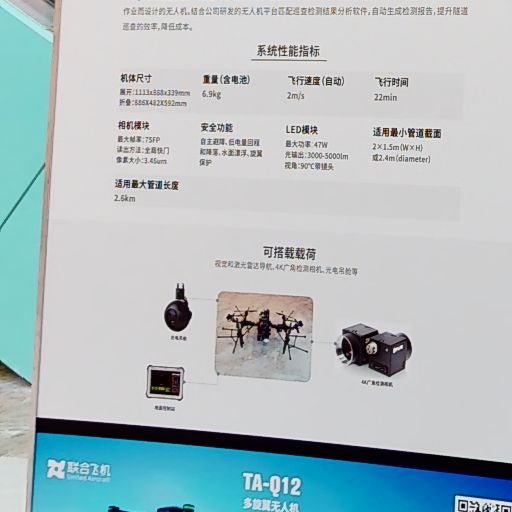 作业而设计的无人机。结合公司研发的无人机平台匹配巡查检测结果分析软件,自动生成检测报告,提升隧道
巡查的效率,降低成本。
系统性能指标
机体尺寸
展开:1113x868x339mm
折叠:886X482X592mm
重量(含电池)
6.9kg
飞行速度(自动)
2m/s
飞行时间
22min
相机模块
最大帧率:75FP
读出方法:全局快门
像素大小:3.45um
安全功能
自主避障、低电量回程
和降落、水面漂浮、旋翼
保护
LED模块
最大功率:47W
光输出:3000-5000lm
视角:90℃带镜头
适用最小管道截面
2×1.5m(W×H)
或2.4m(diameter)
适用最大管道长度
2.6km
可搭载载荷
视觉和激光雷达导航、4K广角检测相机、光电吊舱等
光电吊舱
4K广角检测相机
地面控制站
联合飞机
United Aircraft
TA-Q12
多旋翼无人机